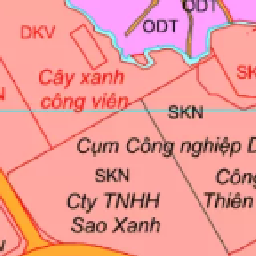 ODT
ODT
DKV
Cây xanh
công viên
SK
SKN
Cụm Công nghiệp
SKN
Cty TNHH
Sao Xanh
Công
Thiên